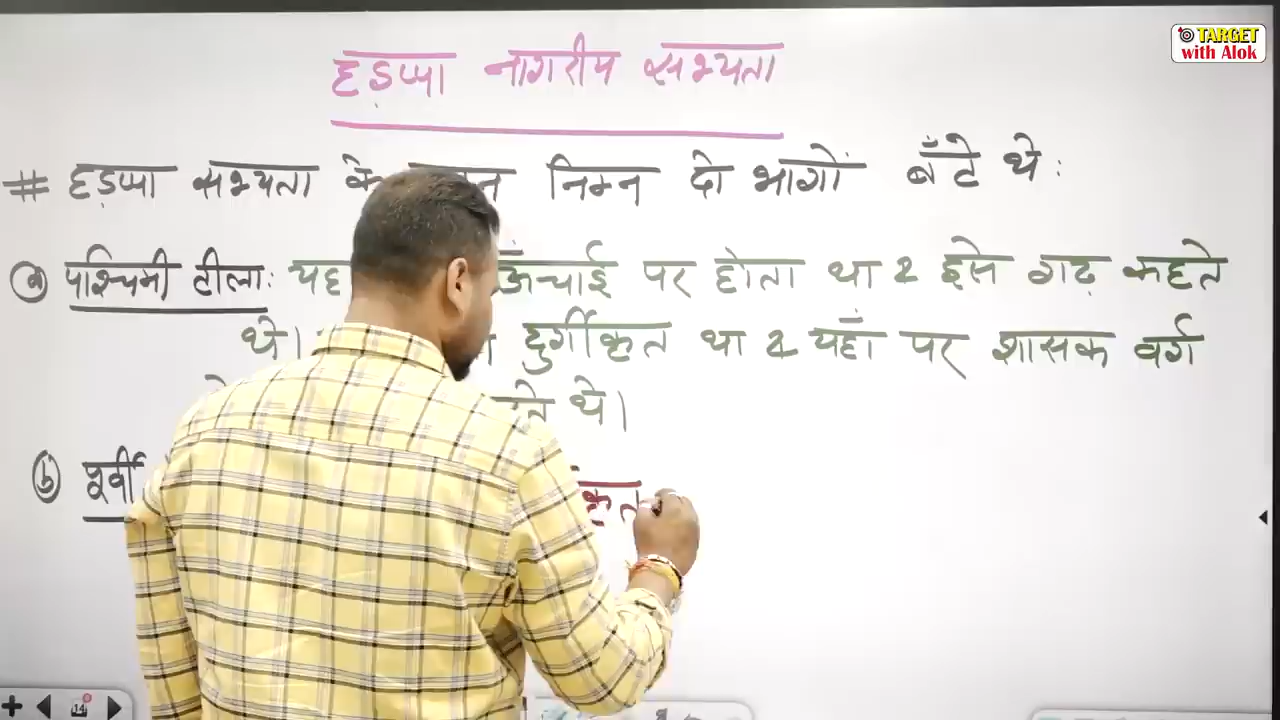 TARGET
with Alok
हड़प्पा नागरीय सभ्यता
# हड़प्पा सभ्यता के निम्न दो भागों बँटे थे:
(a) पश्चिमी टीला: यह ऊँचाई पर होता था व इसे गढ़ कहते
थे। दुर्गीकृत था व यहाँ पर शासक वर्ग
थे।
(b) पूर्वी
14